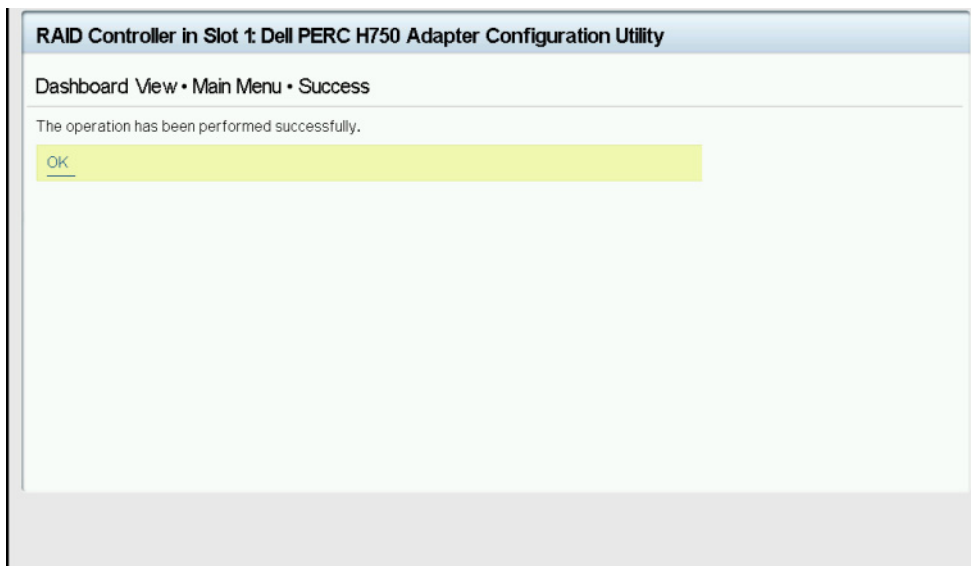 RAID Controller in Slot 1: Dell PERC H750 Adapter Configuration Utility
Dashboard View • Main Menu • Success
The operation has been performed successfully.
OK